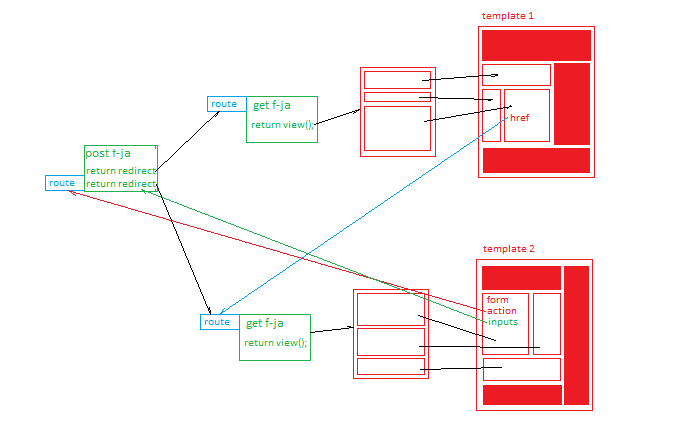 template 1
route
get f-ja
return view();
href
post f-ja
return redirect
return redirect
route
template 2
form
action
inputs
route
get f-ja
return view();